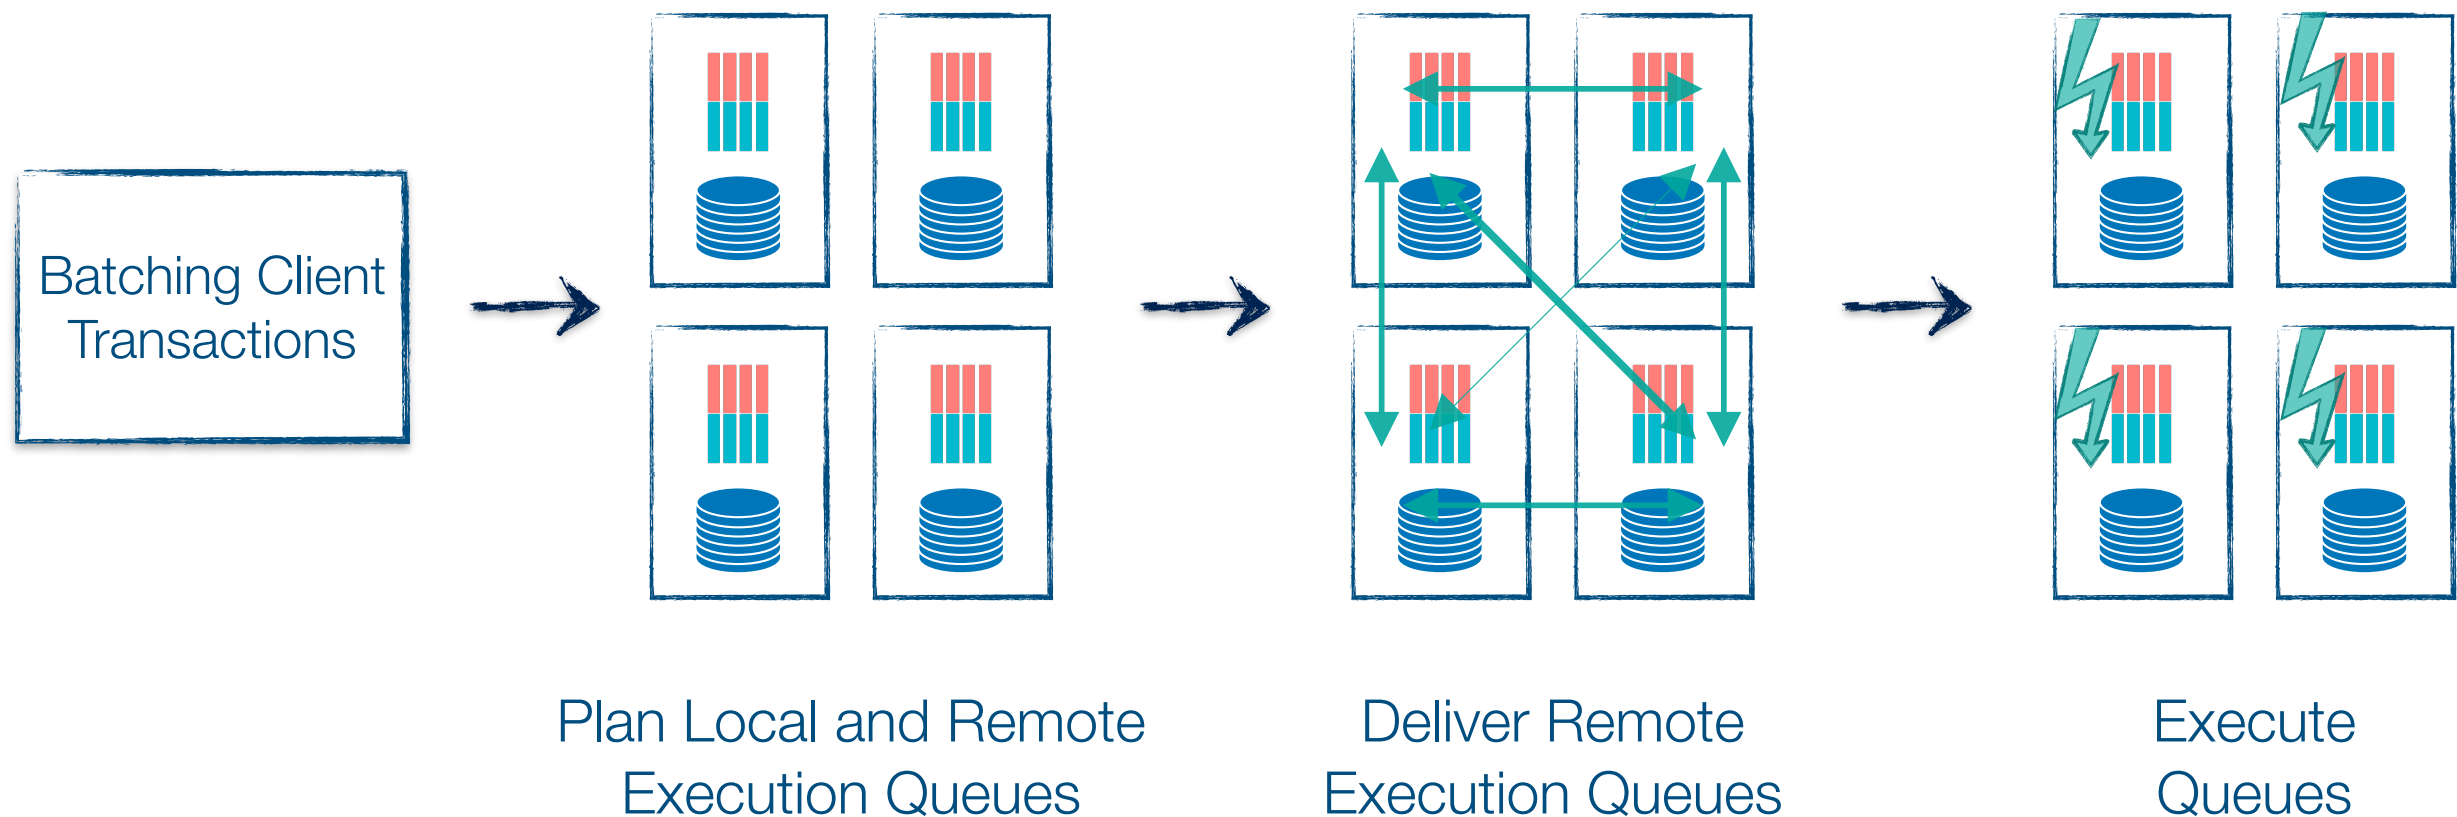 Batching Client
Transactions
Plan Local and Remote
Execution Queues
Deliver Remote
Execution Queues
Execute
Queues